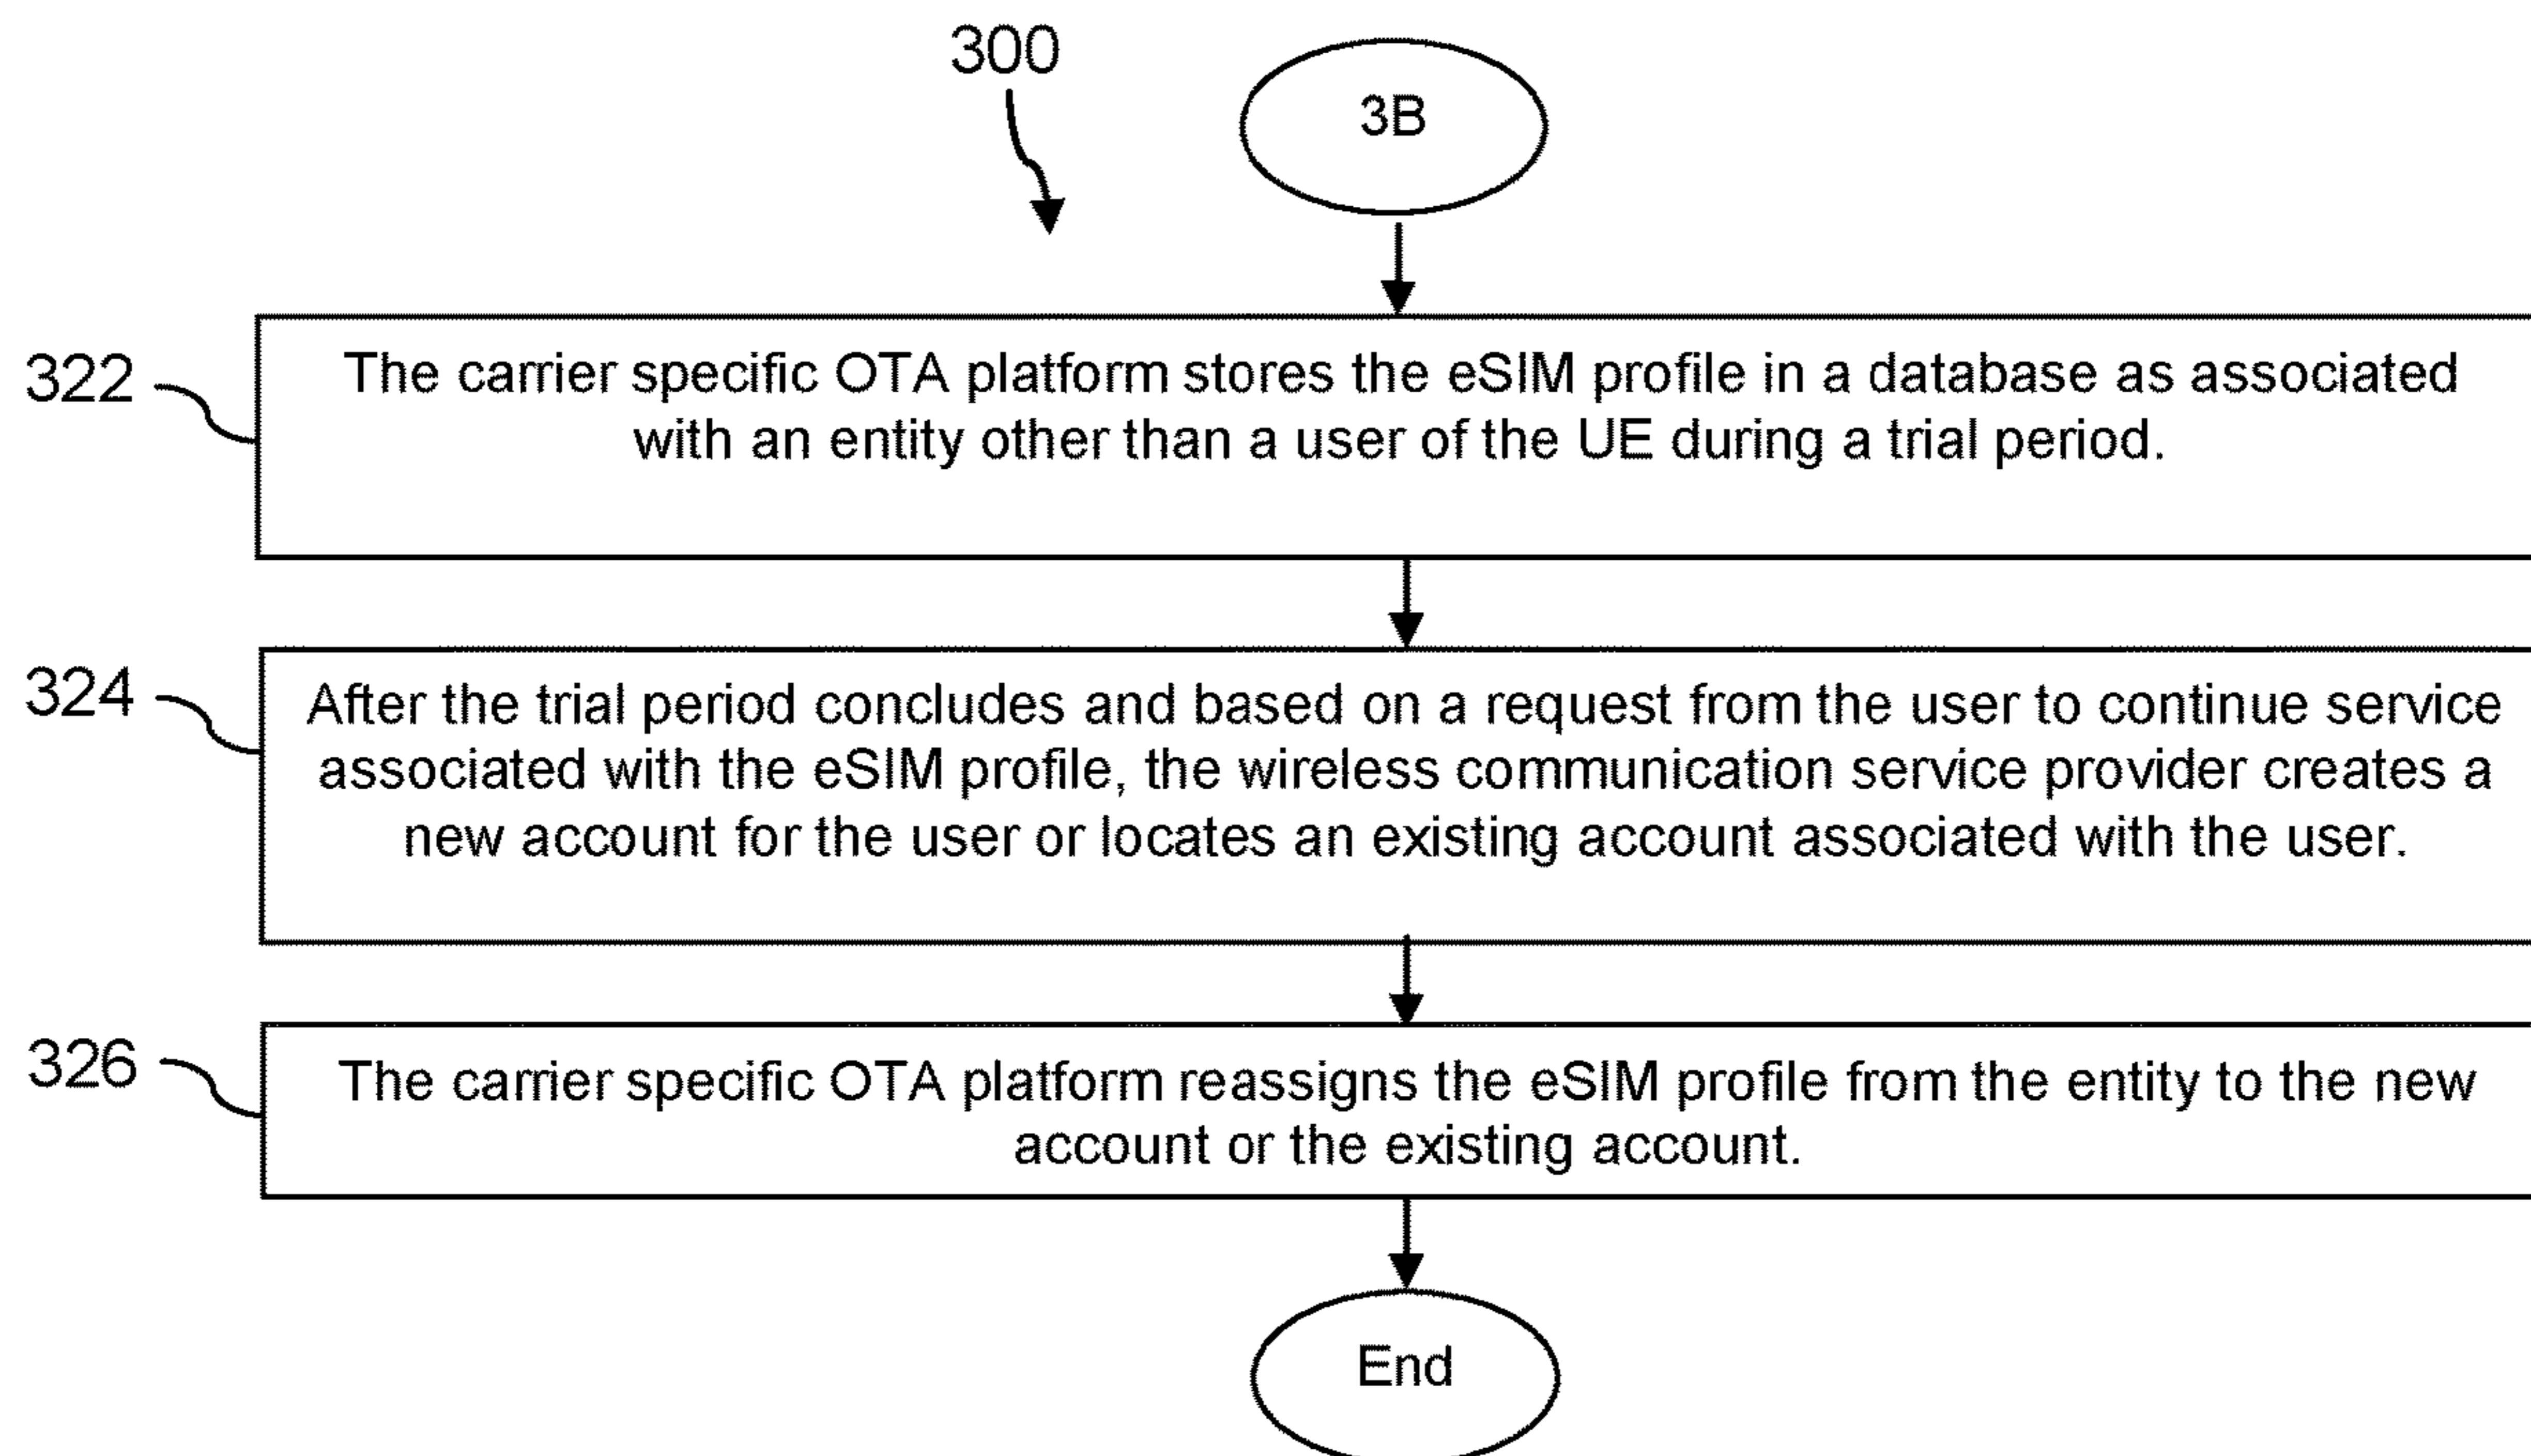 300
3B
322
The carrier specific OTA platform stores the eSIM profile in a database as associated
with an entity other than a user of the UE during a trial period.
324
After the trial period concludes and based on a request from the user to continue service
associated with the eSIM profile, the wireless communication service provider creates a
new account for the user or locates an existing account associated with the user.
326
The carrier specific OTA platform reassigns the eSIM profile from the entity to the new
account or the existing account.
End